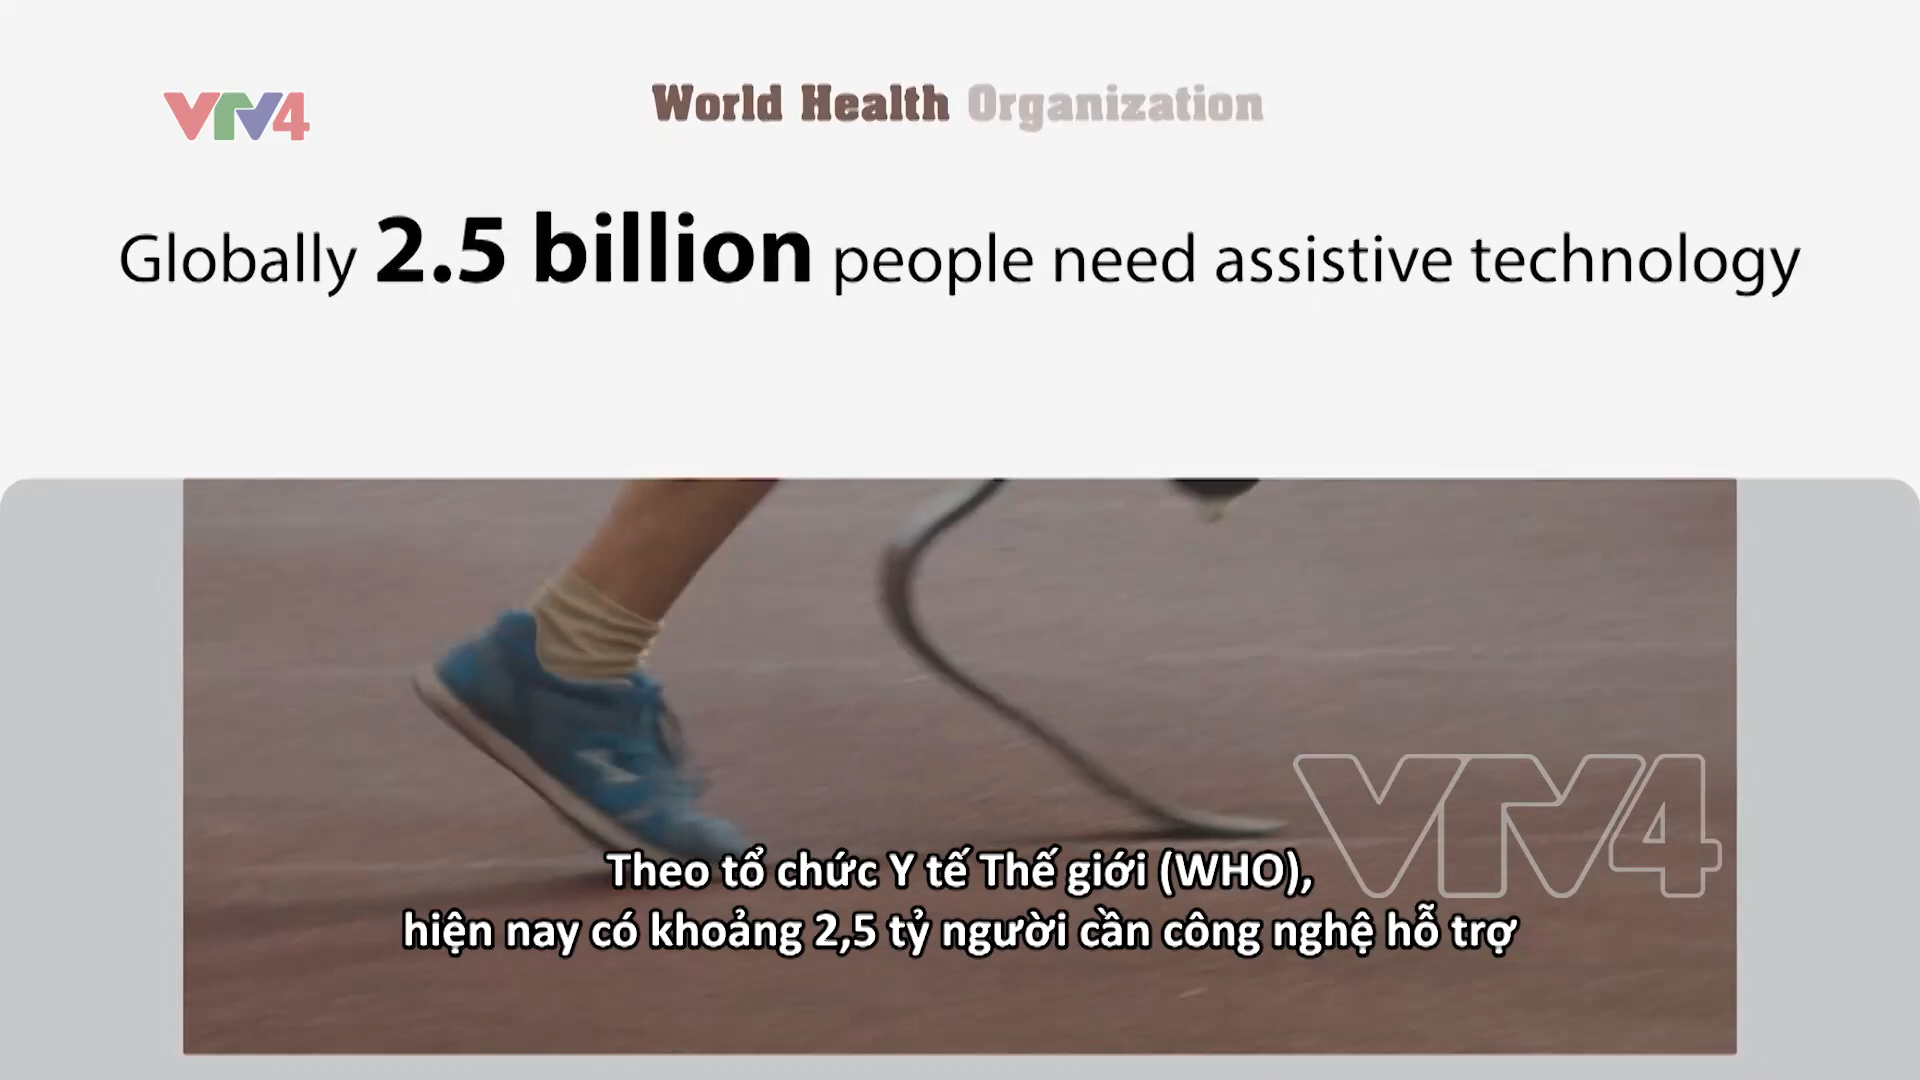 VTV4
World Health Organization
Globally 2.5 billion people need assistive technology
VTV4
Theo tổ chức Y tế Thế giới (WHO),
hiện nay có khoảng 2,5 tỷ người cần công nghệ hỗ trợ